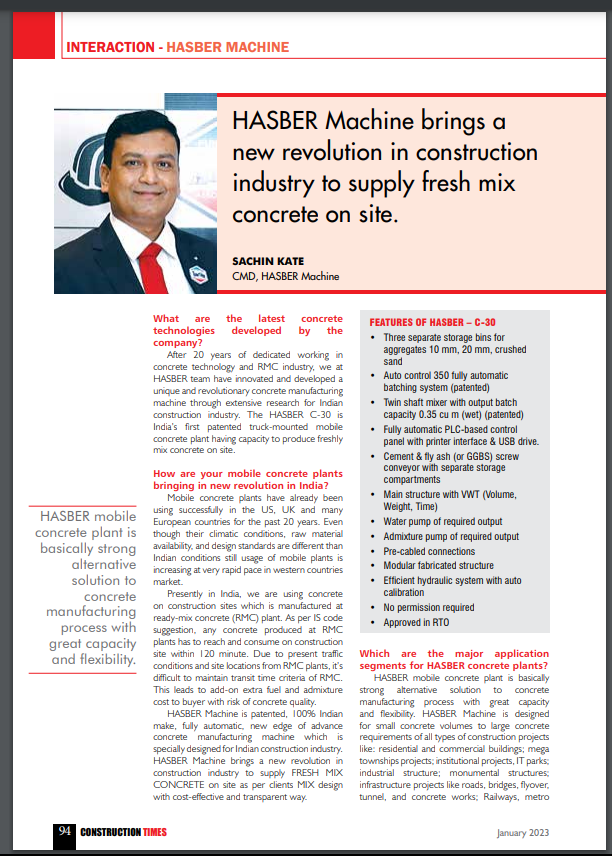 INTERACTION - HASBER MACHINE
HASBER Machine brings a
new revolution in construction
industry to supply fresh mix
concrete on site.
SACHIN KATE
CMD, HASBER Machine
What are the latest concrete
technologies developed by the
company?
After 20 years of dedicated working in
concrete technology and RMC industry, we at
HASBER team have innovated and developed a
unique and revolutionary concrete manufacturing
machine through extensive research for Indian
construction industry. The HASBER C-30 is
India's first patented truck-mounted mobile
concrete plant having capacity to produce freshly
mix concrete on site.
How are your mobile concrete plants
bringing in new revolution in India?
Mobile concrete plants have already been
using successfully in the US, UK and many
European countries for the past 20 years. Even
though their climatic conditions, raw material
availability, and design standards are different than
Indian conditions still usage of mobile plants is
increasing at very rapid pace in western countries
market.
Presently in India, we are using concrete
on construction sites which is manufactured at
ready-mix concrete (RMC) plant. As per IS code
suggestion, any concrete produced at RMC
plants has to reach and consume on construction
site within 120 minute. Due to present traffic
conditions and site locations from RMC plants, it's
difficult to maintain transit time criteria of RMC.
This leads to add-on extra fuel and admixture
cost to buyer with risk of concrete quality.
HASBER Machine is patented, 100% Indian
make, fully automatic, new edge of advance
concrete manufacturing machine which is
specially designed for Indian construction industry.
HASBER Machine brings a new revolution in
construction industry to supply FRESH MIX
CONCRETE on site as per clients MIX design
with cost-effective and transparent way.
HASBER mobile
concrete plant is
basically strong
alternative
solution to
concrete
manufacturing
process with
great capacity
and flexibility.
FEATURES OF HASBER – C-30
• Three separate storage bins for
aggregates 10 mm, 20 mm, crushed
sand
• Auto control 350 fully automatic
batching system (patented)
• Twin shaft mixer with output batch
capacity 0.35 cu m (wet) (patented)
• Fully automatic PLC-based control
panel with printer interface & USB drive.
• Cement & fly ash (or GGBS) screw
conveyor with separate storage
compartments
• Main structure with VWT (Volume,
Weight, Time)
• Water pump of required output
• Admixture pump of required output
• Pre-cabled connections
• Modular fabricated structure
• Efficient hydraulic system with auto
calibration
• No permission required
• Approved in RTO
Which are the major application
segments for HASBER concrete plants?
HASBER mobile concrete plant is basically
strong alternative solution to concrete
manufacturing process with great capacity
and flexibility. HASBER Machine is designed
for small concrete volumes to large concrete
requirements of all types of construction projects
like: residential and commercial buildings; mega
townships projects; institutional projects, IT parks;
industrial structure; monumental structures;
infrastructure projects like roads, bridges, flyover,
tunnel, and concrete works; Railways, metro
94 CONSTRUCTION TIMES
January 2023